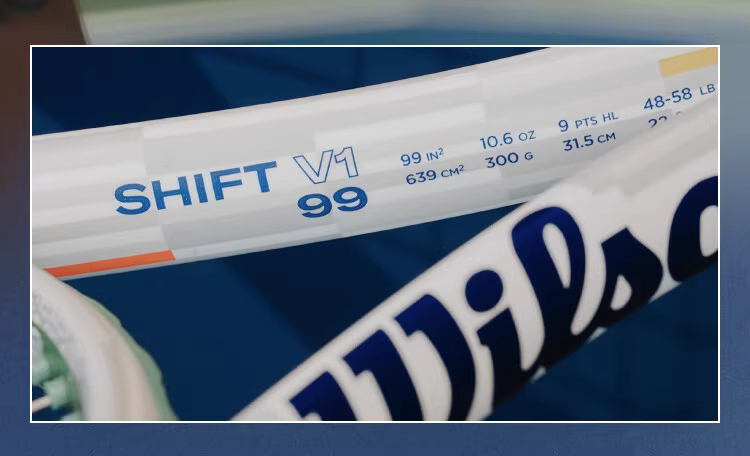 SHIFT V1
99
99 IN²
639 CM²
10.6 OZ
300 G
9 PTS HL
31.5 CM
48-58 LB
Wilso